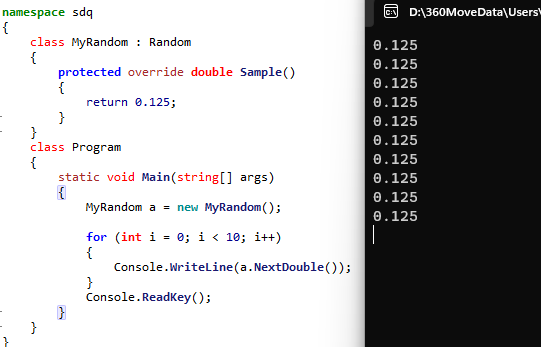 namespace sdq
{
class MyRandom : Random
{
protected override double Sample()
{
return 0.125;
}
}
class Program
{
static void Main(string[] args)
{
MyRandom a = new MyRandom();
for (int i = 0; i < 10; i++)
{
Console.WriteLine(a.NextDouble());
}
Console.ReadKey();
}
}
}
D:\360MoveData\Users\
0.125
0.125
0.125
0.125
0.125
0.125
0.125
0.125
0.125
0.125